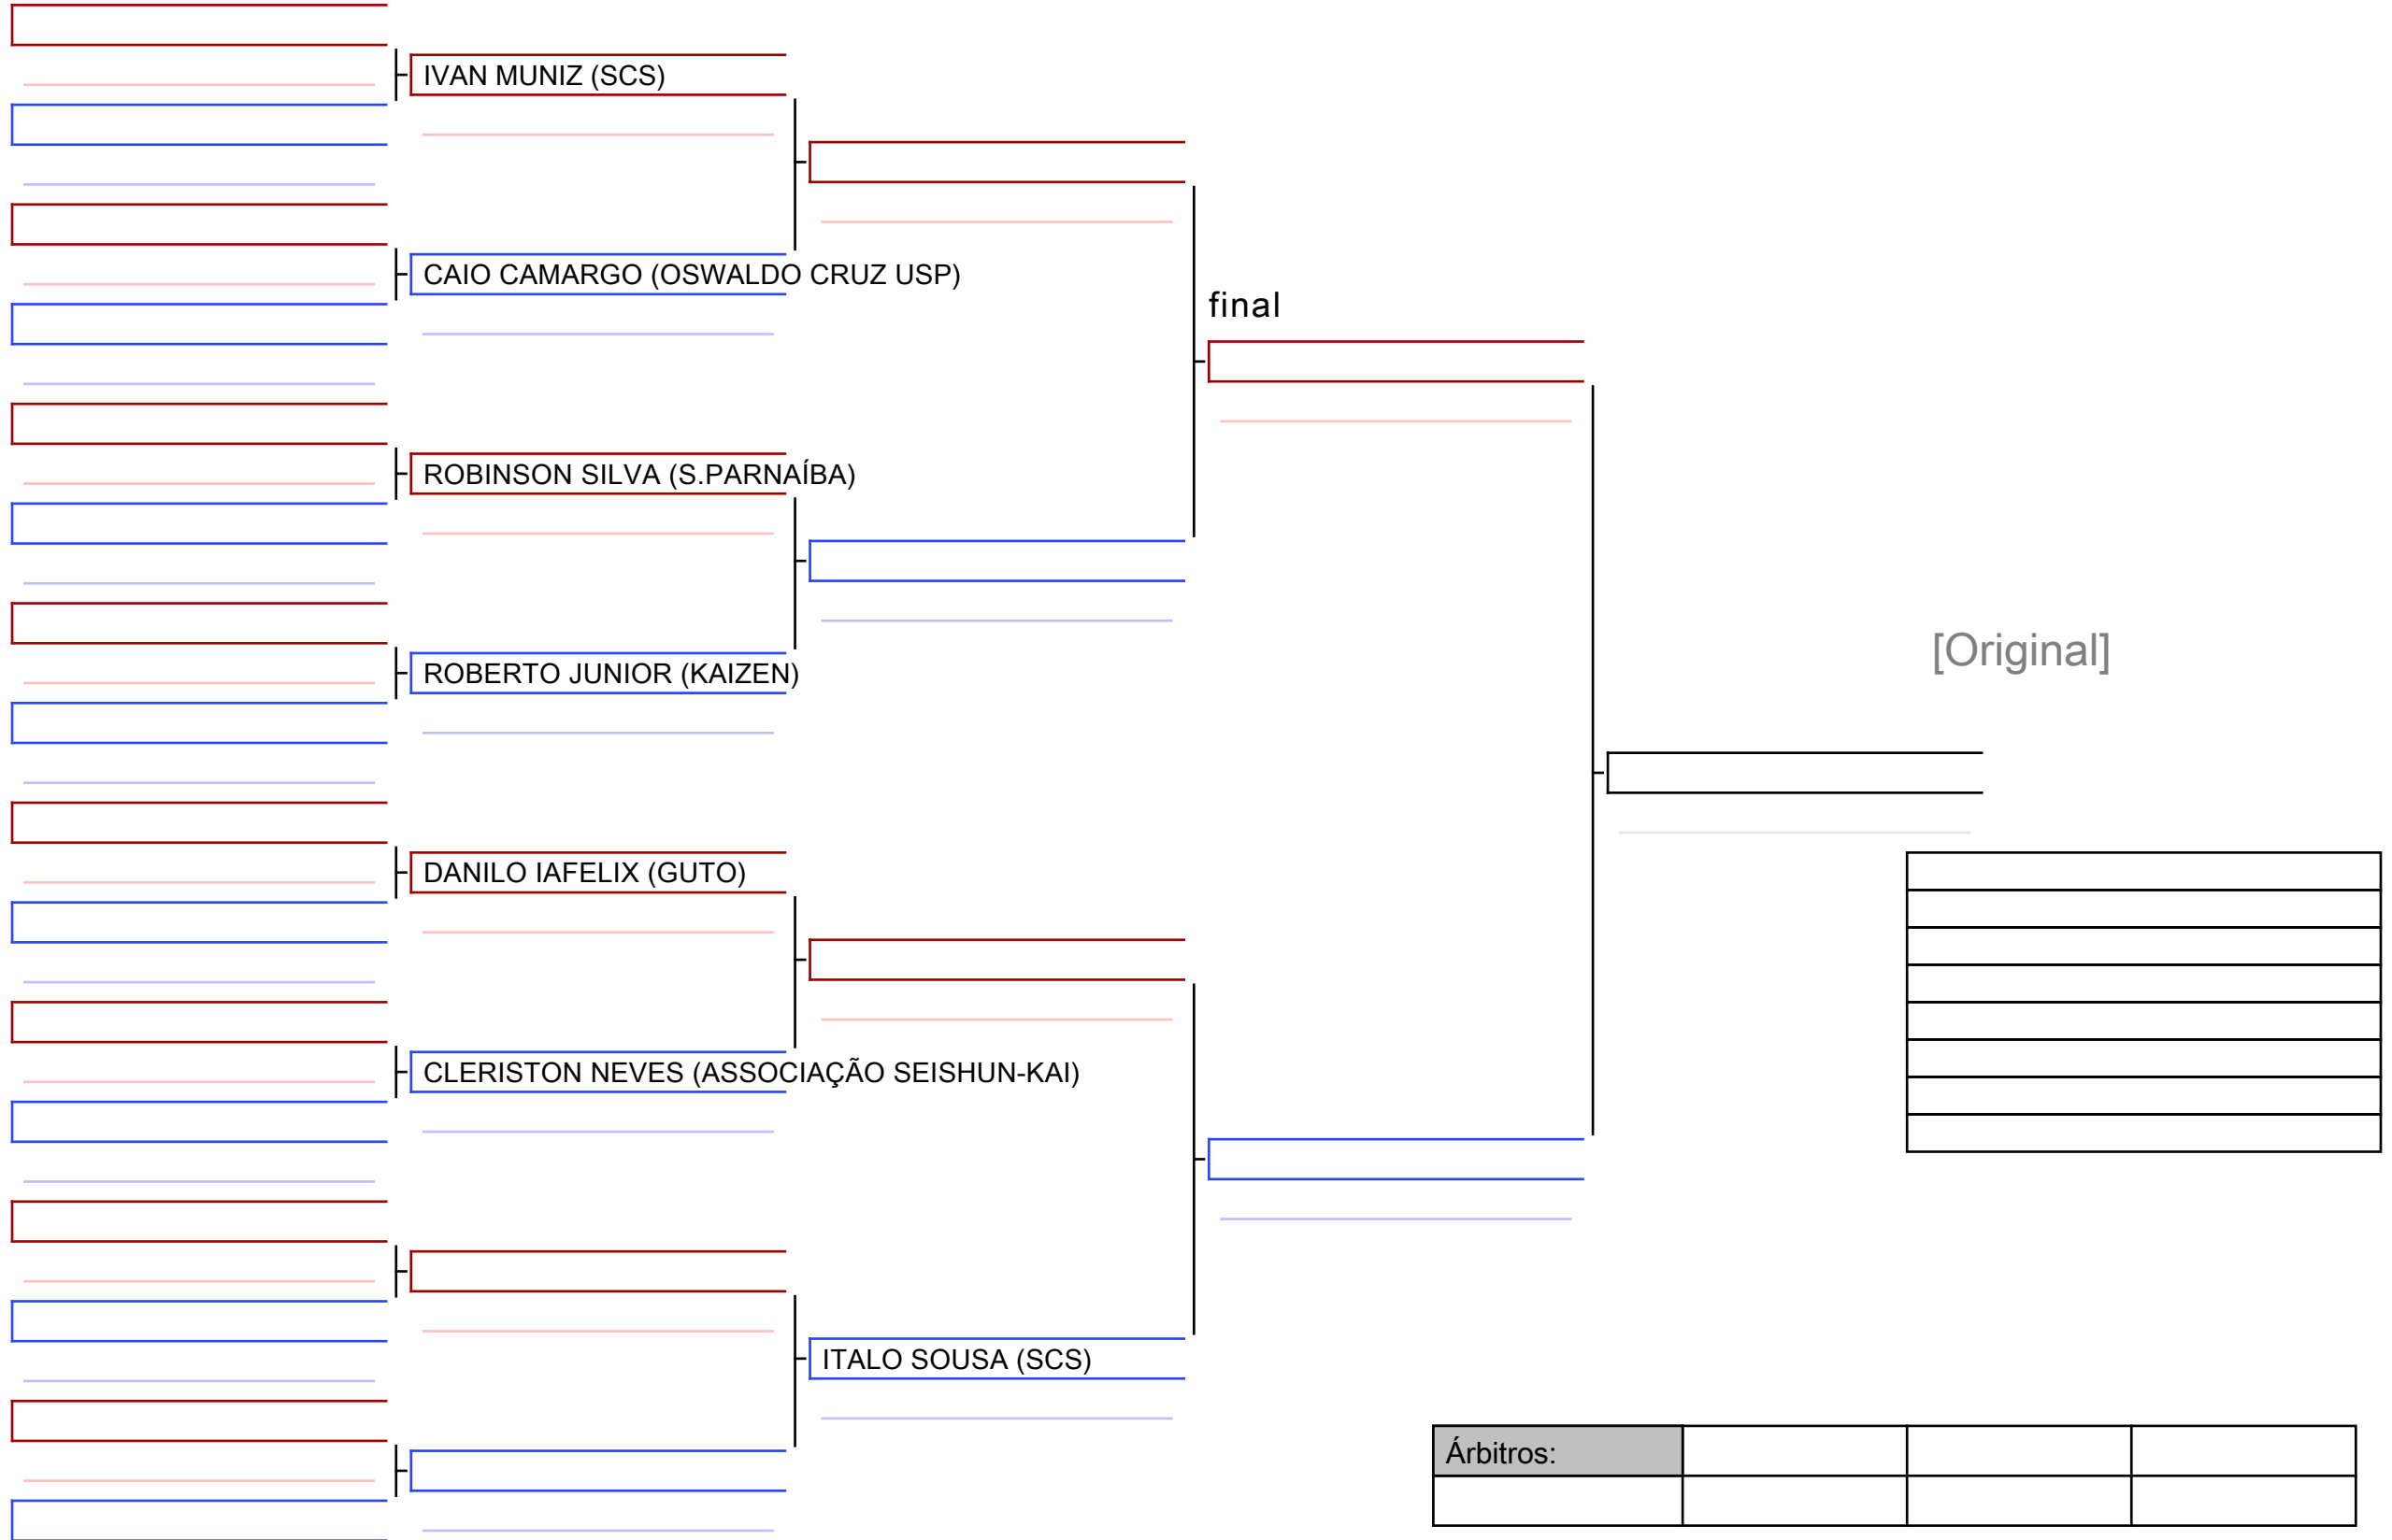 IVAN MUNIZ (SCS)
CAIO CAMARGO (OSWALDO CRUZ USP)
final
ROBINSON SILVA (S.PARNAÍBA)
[Original]
ROBERTO JUNIOR (KAIZEN)
DANILO IAFELIX (GUTO)
CLERISTON NEVES (ASSOCIAÇÃO SEISHUN-KAI)
ITALO SOUSA (SCS)
Árbitros: